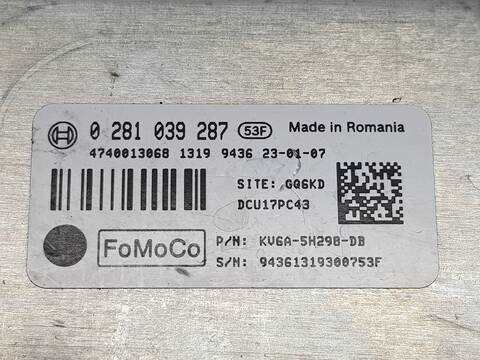 0 281 039 287 53F Made in Romania
4740013068 1319 9436 23-01-07
SITE: GQ6KD
DCU17PC43
FoMoCo P/N: KV6A-5H298-DB
S/N: 94361319300753F